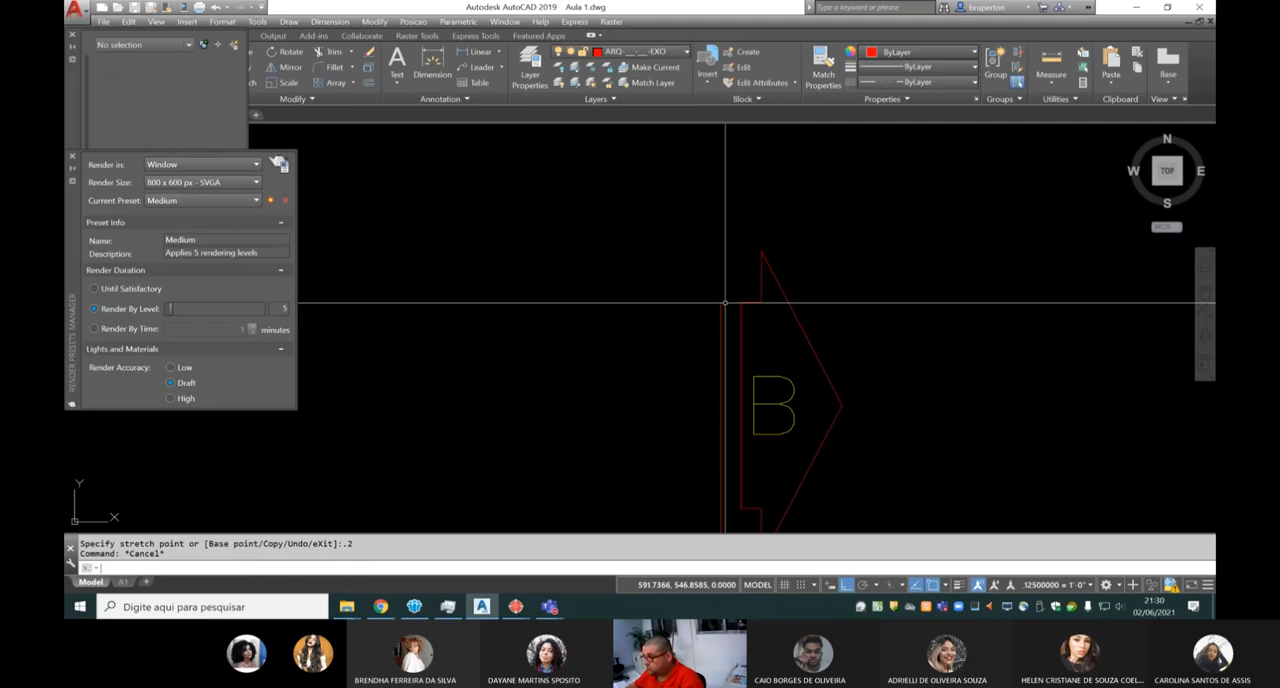 Autodesk AutoCAD 2019 Aula 1.dwg
Type a keyword or phrase
bruperton
File Edit View Insert Format Tools Draw Dimension Modify Posicao Parametric Window Help Express Raster
Output Add-ins Collaborate Raster Tools Express Tools Featured Apps
No selection
Rotate Trim
Mirror Fillet
Scale Array
Modify
Text
Dimension
Linear
Leader
Table
Annotation
Layer Properties
ARQ-__-__-EXO
Make Current
Match Layer
Layers
Insert
Create
Edit
Edit Attributes
Block
Match Properties
ByLayer
ByLayer
ByLayer
Properties
Group
Groups
Measure
Utilities
Paste
Clipboard
Base
View
Render in: Window
Render Size: 800 x 600 px - SVGA
Current Preset: Medium
Preset Info
Name: Medium
Description: Applies 5 rendering levels
Render Duration
Until Satisfactory
Render By Level: 5
Render By Time: 1 minutes
Lights and Materials
Render Accuracy: Low
Draft
High
RENDER PRESETS MANAGER
N
W TOP E
S
WCS
B
Y
X
Specify stretch point or [Base point/Copy/Undo/eXit]:.2
Command: *Cancel*
Model A1 +
591.7366, 546.8585, 0.0000 MODEL
.12500000 = 1'-0"
Digite aqui para pesquisar
21:30
02/06/2021
BRENDHA FERREIRA DA SILVA
DAYANE MARTINS SPOSITO
CAIO BORGES DE OLIVEIRA
ADRIELLI DE OLIVEIRA SOUZA
HELEN CRISTIANE DE SOUZA COEL...
CAROLINA SANTOS DE ASSIS